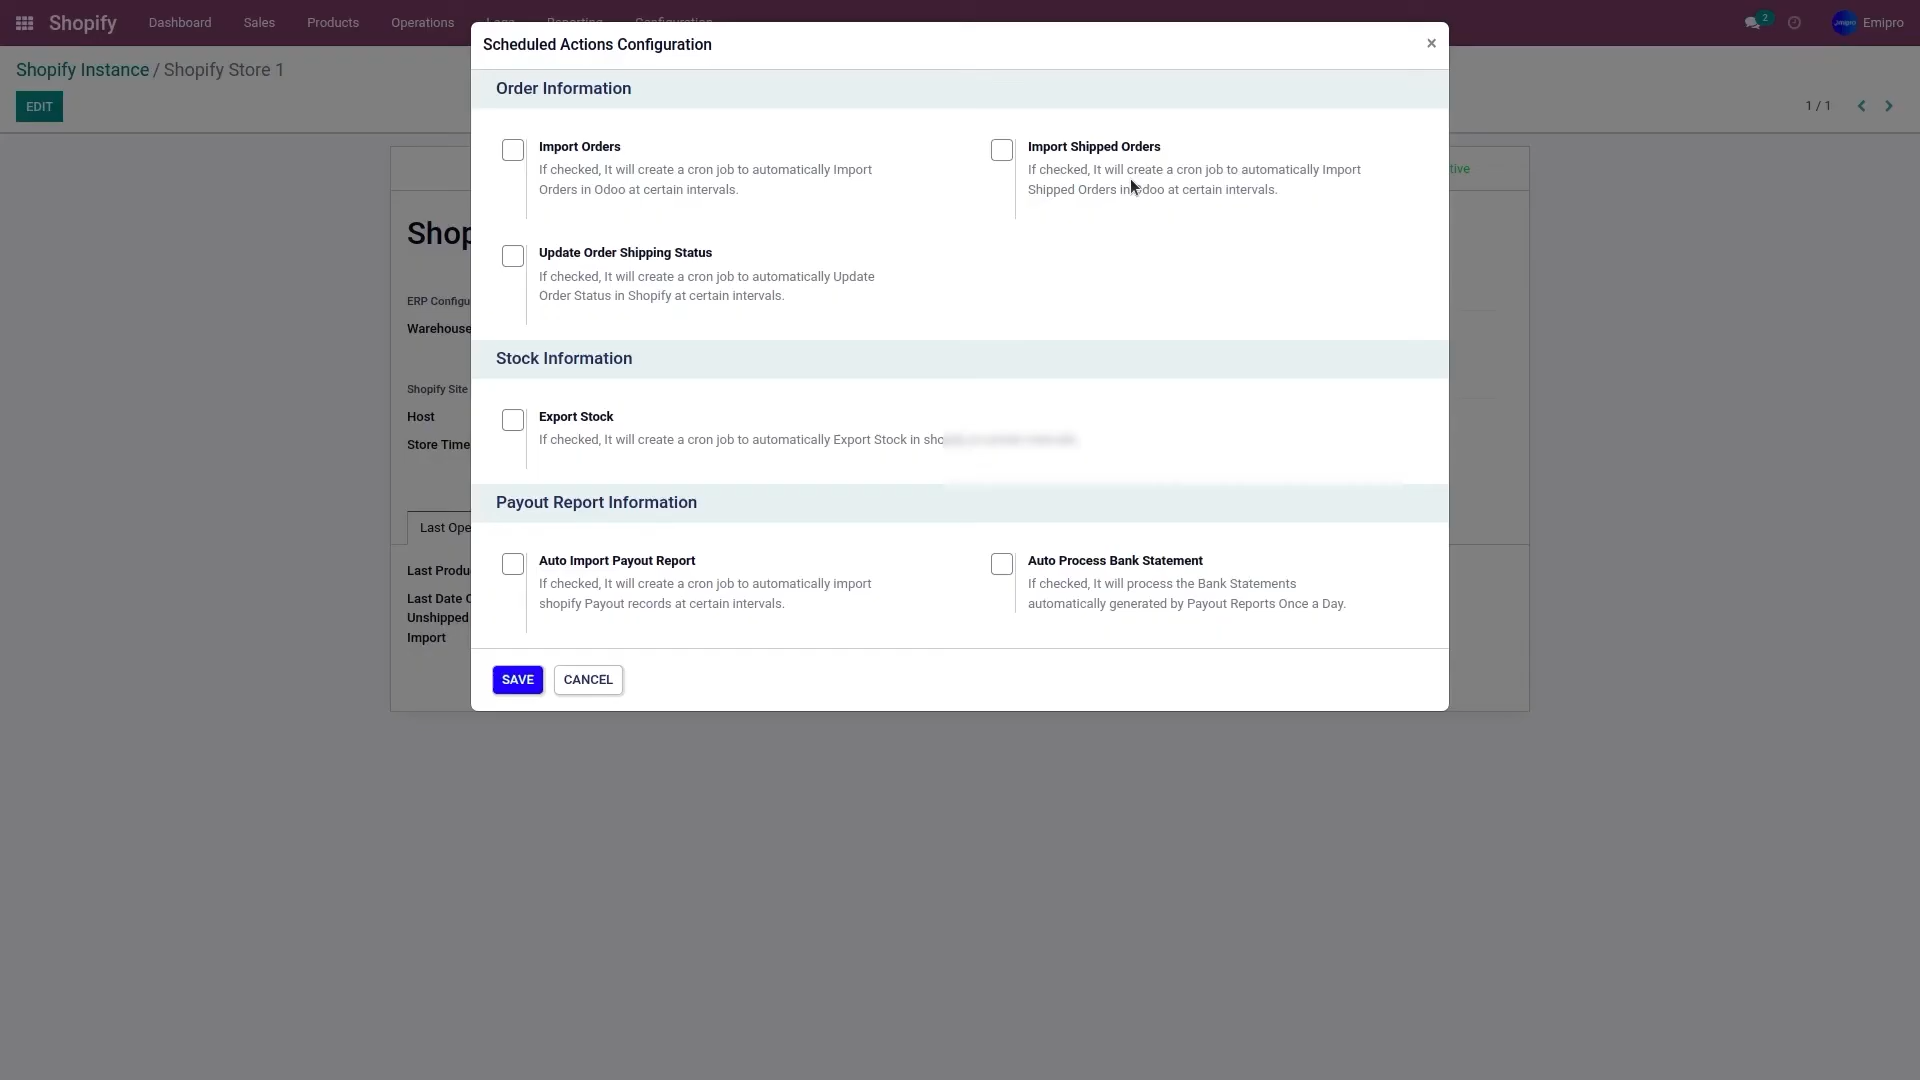 Shopify Dashboard Sales Products Operations Logs Reporting Configuration 2 Emipro
Shopify Instance / Shopify Store 1
EDIT
1 / 1
Scheduled Actions Configuration ×
Order Information
Import Orders
If checked, It will create a cron job to automatically Import
Orders in Odoo at certain intervals.
Import Shipped Orders
If checked, It will create a cron job to automatically Import
Shipped Orders in Odoo at certain intervals.
Update Order Shipping Status
If checked, It will create a cron job to automatically Update
Order Status in Shopify at certain intervals.
Stock Information
Export Stock
If checked, It will create a cron job to automatically Export Stock in
Payout Report Information
Auto Import Payout Report
If checked, It will create a cron job to automatically import
shopify Payout records at certain intervals.
Auto Process Bank Statement
If checked, It will process the Bank Statements
automatically generated by Payout Reports Once a Day.
SAVE CANCEL
tive
Shop
ERP Configu
Warehouse
Shopify Site
Host
Store Time
Last Ope
Last Produ
Last Date O
Unshipped
Import